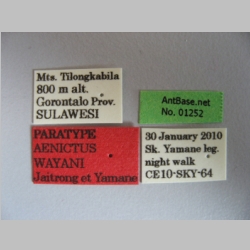 Mts. Tilongkabila
800 m alt.
Gorontalo Prov.
SULAWESI
AntBase.net
No. 01252
PARATYPE
AENICTUS
WAYANI
Jaitrong et Yamane
30 January 2010
Sk. Yamane leg.
night walk
CE10-SKY-64